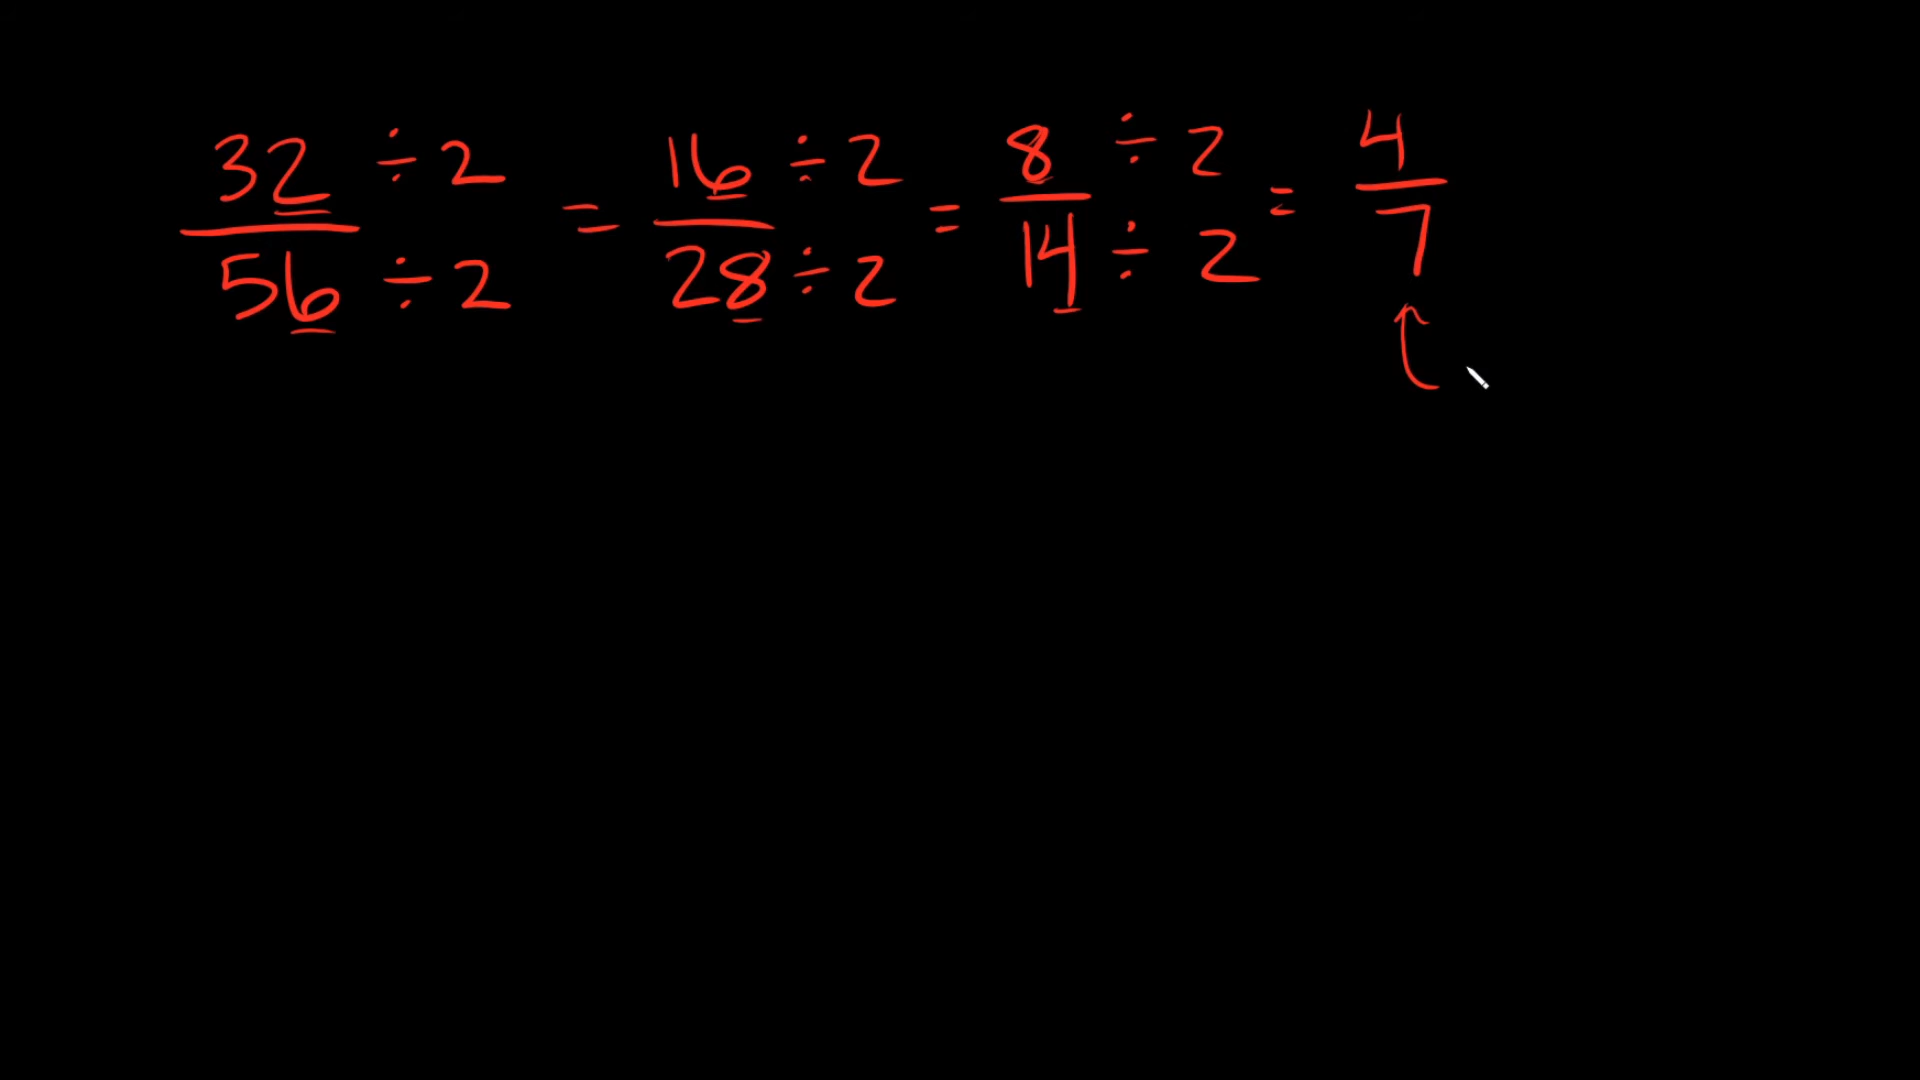 32 ÷ 2 = 16 ÷ 2 = 8 ÷ 2 = 4
56 ÷ 2 28 ÷ 2 14 ÷ 2 7